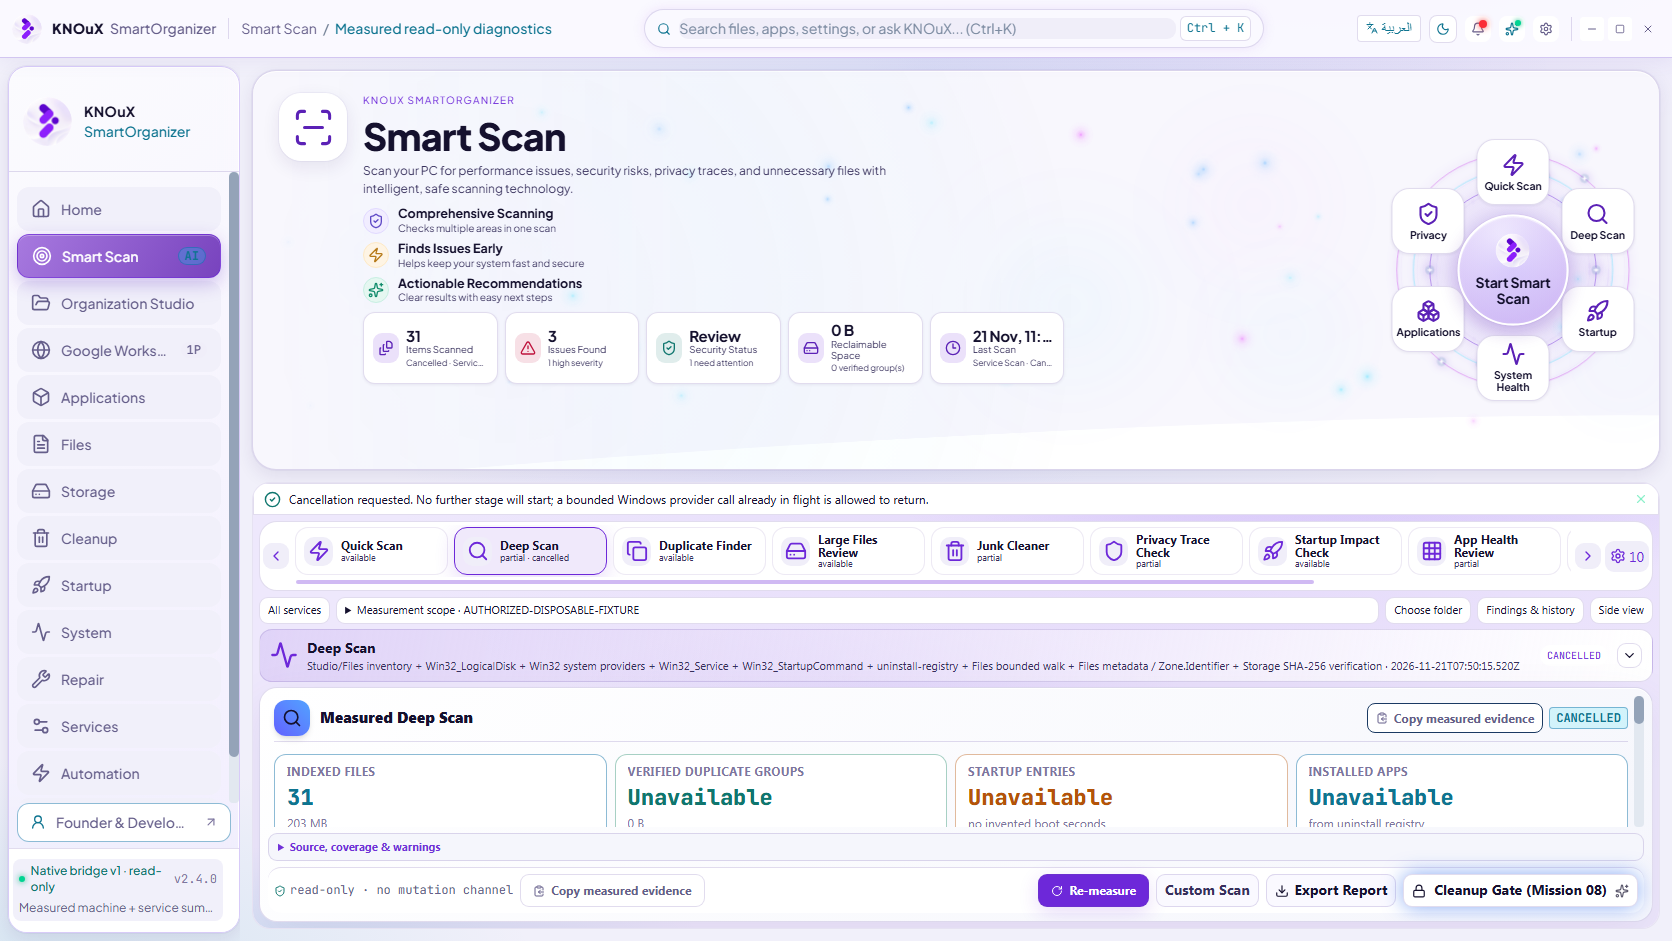 KNOuX SmartOrganizer
Smart Scan / Measured read-only diagnostics
Search files, apps, settings, or ask KNOuX... (Ctrl+K)
Ctrl + K
العربية
KNOuX
SmartOrganizer
Home
Smart Scan AI
Organization Studio
Google Works... 1P
Applications
Files
Storage
Cleanup
Startup
System
Repair
Services
Automation
Founder & Develo...
Native bridge v1 · read-only
v2.4.0
Measured machine + service sum...
KNOUX SMARTORGANIZER
Smart Scan
Scan your PC for performance issues, security risks, privacy traces, and unnecessary files with
intelligent, safe scanning technology.
Comprehensive Scanning
Checks multiple areas in one scan
Finds Issues Early
Helps keep your system fast and secure
Actionable Recommendations
Clear results with easy next steps
31
Items Scanned
Cancelled · Servic...
3
Issues Found
1 high severity
Review
Security Status
1 need attention
0 B
Reclaimable
Space
0 verified group(s)
21 Nov, 11:...
Last Scan
Service Scan · Can...
Quick Scan
Privacy
Deep Scan
Start Smart
Scan
Applications
Startup
System
Health
Cancellation requested. No further stage will start; a bounded Windows provider call already in flight is allowed to return.
Quick Scan
available
Deep Scan
partial · cancelled
Duplicate Finder
available
Large Files
Review
available
Junk Cleaner
partial
Privacy Trace
Check
partial
Startup Impact
Check
available
App Health
Review
partial
10
All services
Measurement scope · AUTHORIZED-DISPOSABLE-FIXTURE
Choose folder
Findings & history
Side view
Deep Scan
Studio/Files inventory + Win32_LogicalDisk + Win32 system providers + Win32_Service + Win32_StartupCommand + uninstall-registry + Files bounded walk + Files metadata / Zone.Identifier + Storage SHA-256 verification · 2026-11-21T07:50:15.520Z
CANCELLED
Measured Deep Scan
Copy measured evidence
CANCELLED
INDEXED FILES
31
203 MB
VERIFIED DUPLICATE GROUPS
Unavailable
0 B
STARTUP ENTRIES
Unavailable
no invented boot seconds
INSTALLED APPS
Unavailable
from uninstall registry
Source, coverage & warnings
read-only · no mutation channel
Copy measured evidence
Re-measure
Custom Scan
Export Report
Cleanup Gate (Mission 08)